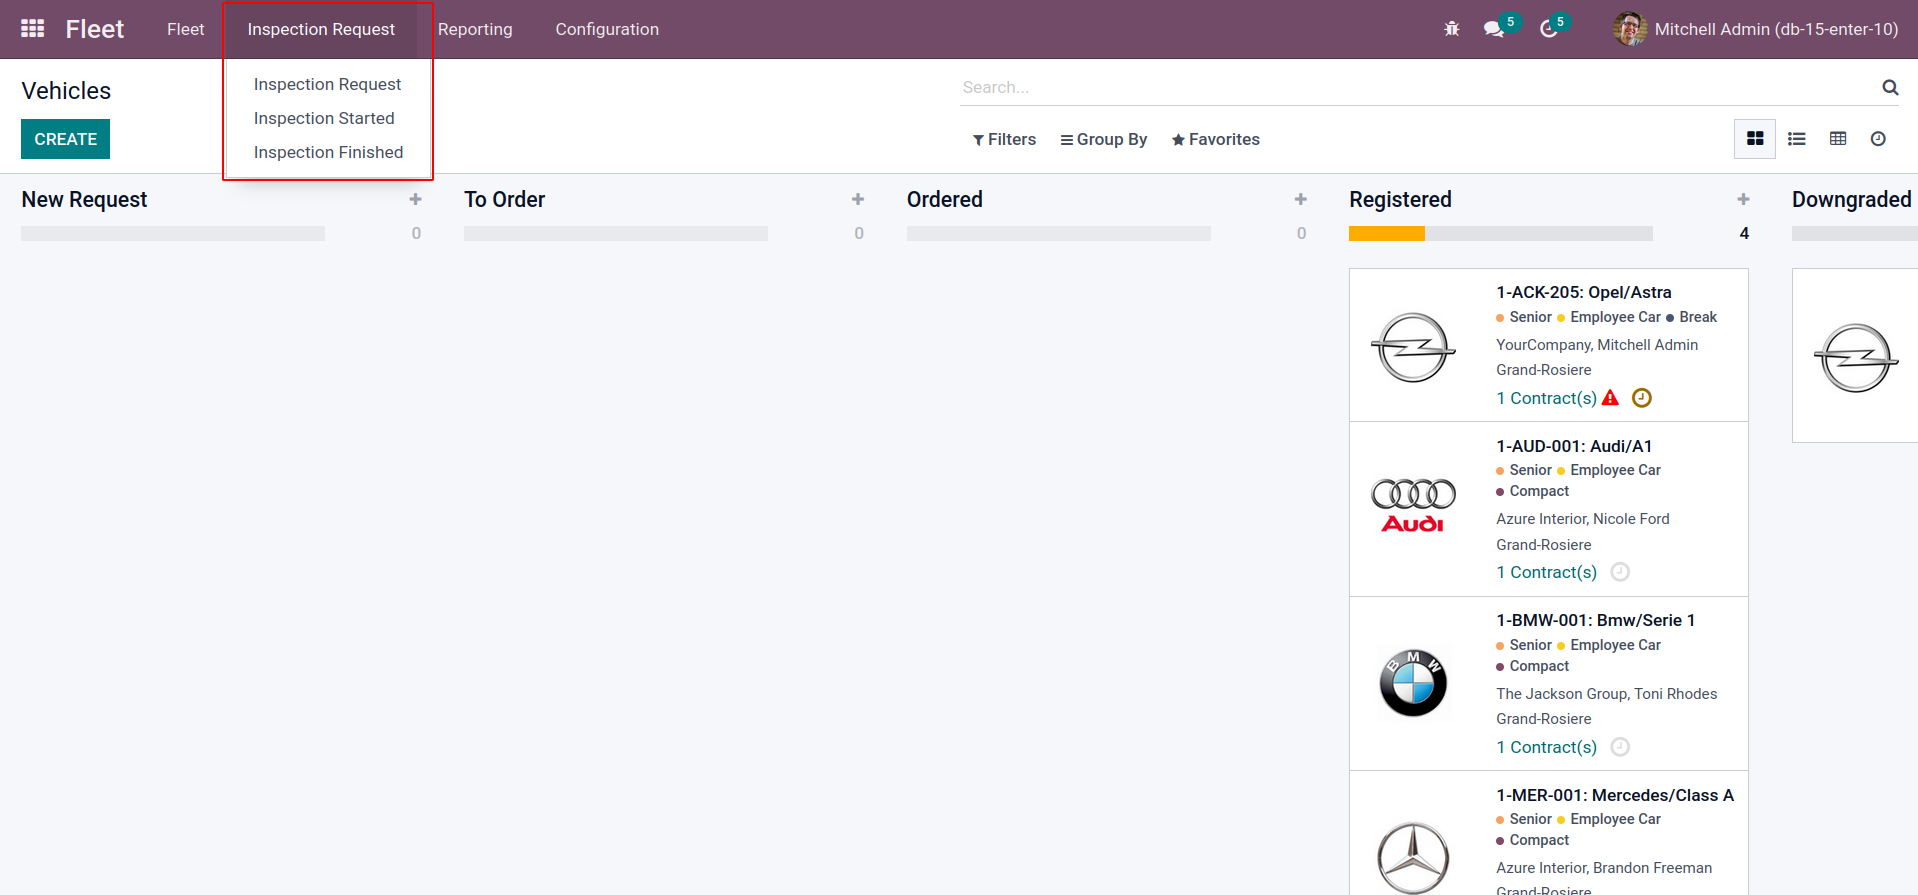 Fleet Fleet Inspection Request Reporting Configuration 5 5 Mitchell Admin (db-15-enter-10)
Inspection Request
Inspection Started
Inspection Finished
Vehicles
Search...
CREATE
Filters Group By Favorites
New Request
0
To Order
0
Ordered
0
Registered
4
1-ACK-205: Opel/Astra
Senior Employee Car Break
YourCompany, Mitchell Admin
Grand-Rosiere
1 Contract(s)
Audi
1-AUD-001: Audi/A1
Senior Employee Car
Compact
Azure Interior, Nicole Ford
Grand-Rosiere
1 Contract(s)
BMW
1-BMW-001: Bmw/Serie 1
Senior Employee Car
Compact
The Jackson Group, Toni Rhodes
Grand-Rosiere
1 Contract(s)
1-MER-001: Mercedes/Class A
Senior Employee Car
Compact
Azure Interior, Brandon Freeman
Grand-Rosiere
Downgraded